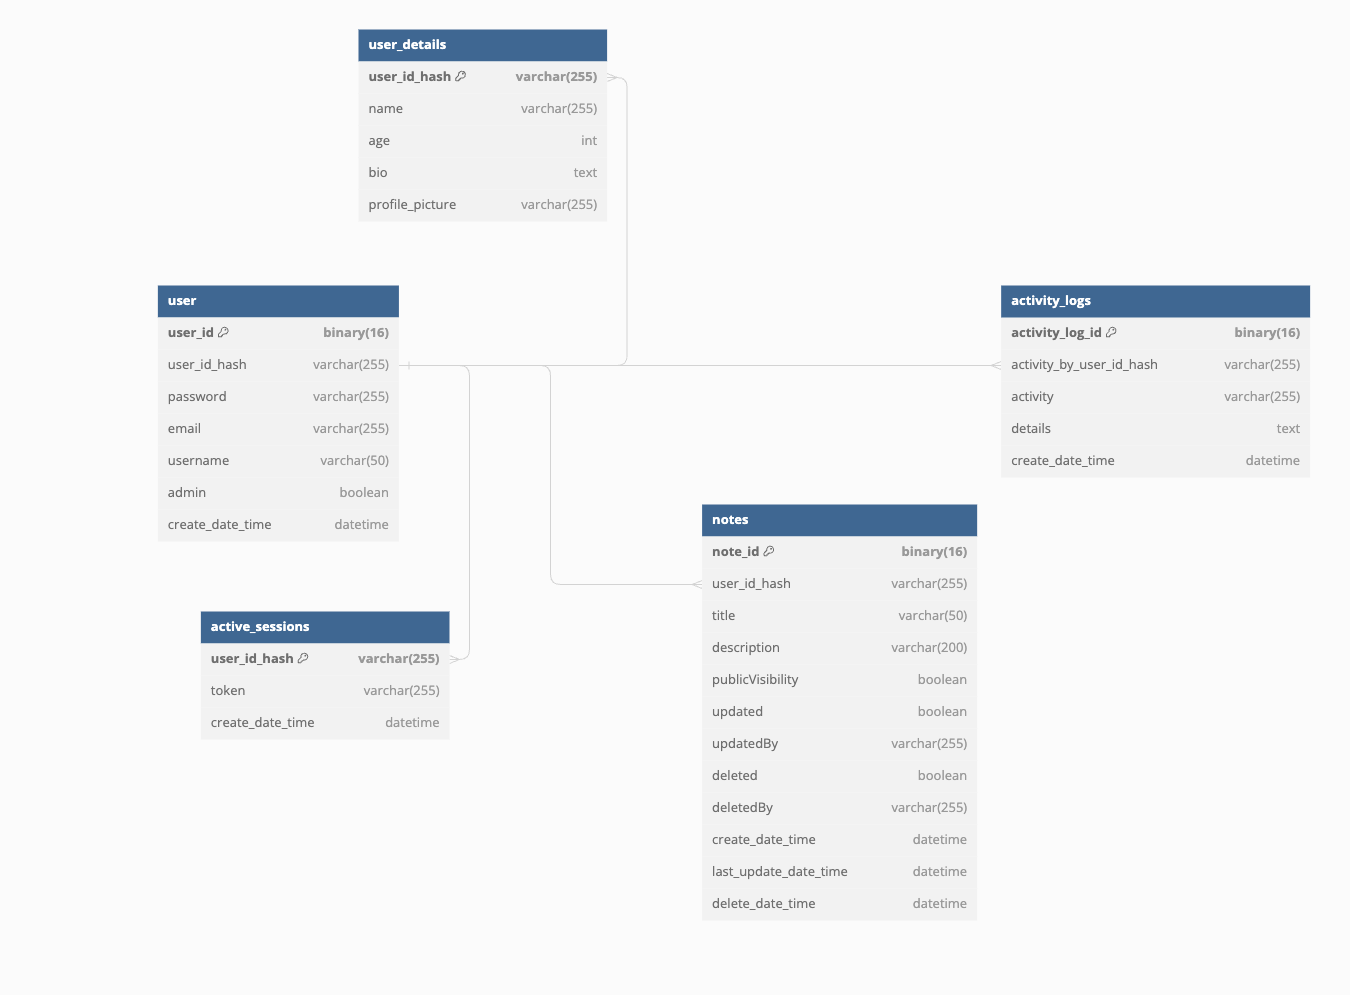 user_details
user_id_hash varchar(255)
name varchar(255)
age int
bio text
profile_picture varchar(255)
user
user_id binary(16)
user_id_hash varchar(255)
password varchar(255)
email varchar(255)
username varchar(50)
admin boolean
create_date_time datetime
activity_logs
activity_log_id binary(16)
activity_by_user_id_hash varchar(255)
activity varchar(255)
details text
create_date_time datetime
notes
note_id binary(16)
user_id_hash varchar(255)
title varchar(50)
description varchar(200)
publicVisibility boolean
updated boolean
updatedBy varchar(255)
deleted boolean
deletedBy varchar(255)
create_date_time datetime
last_update_date_time datetime
delete_date_time datetime
active_sessions
user_id_hash varchar(255)
token varchar(255)
create_date_time datetime